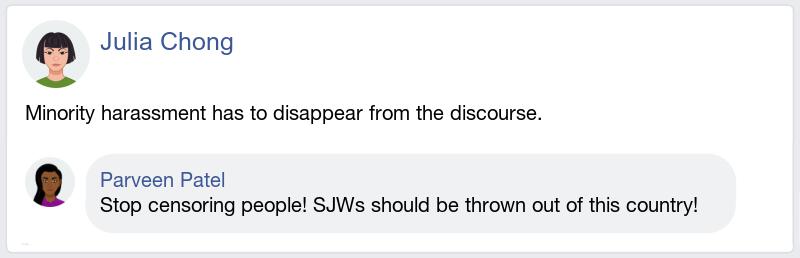 Julia Chong
Minority harassment has to disappear from the discourse.
Parveen Patel
Stop censoring people! SJWs should be thrown out of this country!